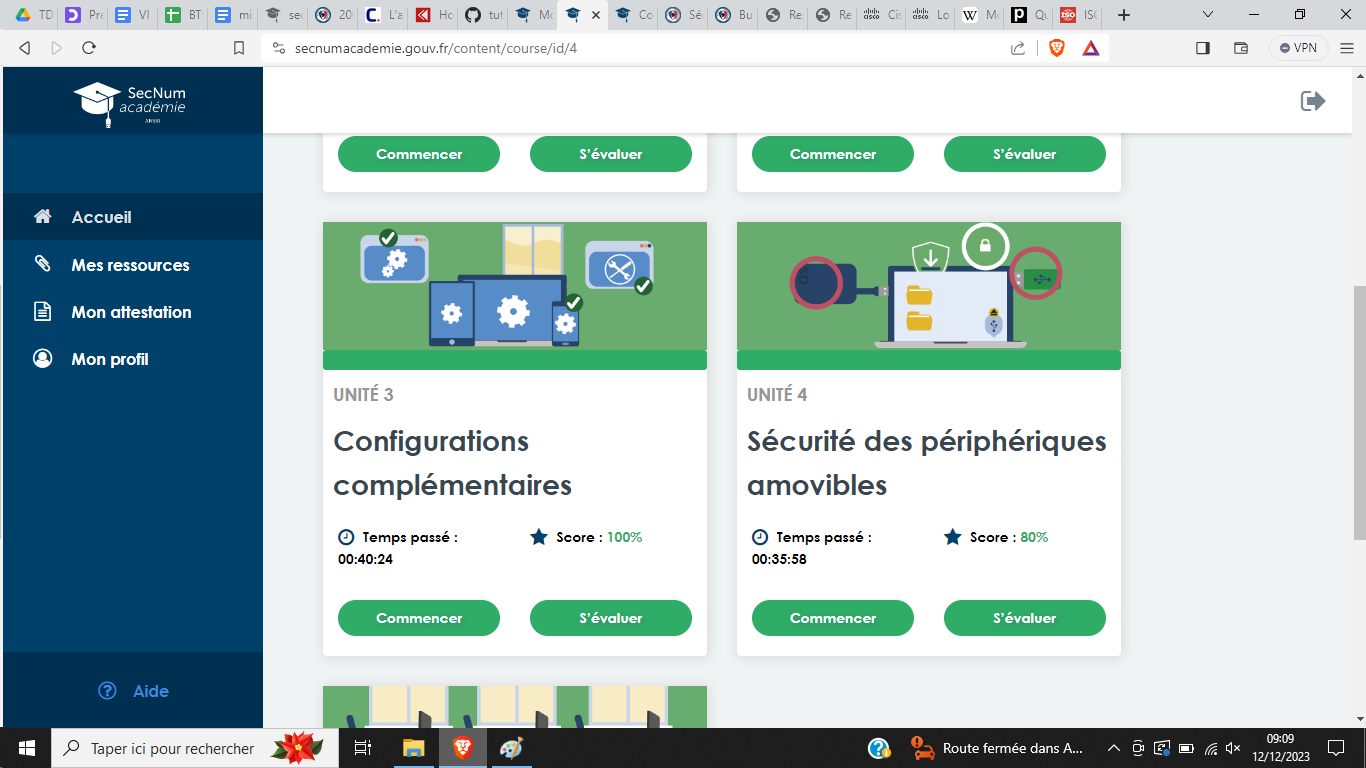 TD
Pr
VI
BT
mi
sec
20
L'a
Ho
tut
Mo
Co
Sé
Bu
Re
Re
Cis
Lo
Mo
Qu
ISO
secnumacademie.gouv.fr/content/course/id/4
VPN
SecNum
académie
ANSSI
Accueil
Mes ressources
Mon attestation
Mon profil
Aide
Commencer S'évaluer Commencer S'évaluer
UNITÉ 3
Configurations
complémentaires
Temps passé :
00:40:24
Score : 100%
Commencer S'évaluer
SD
UNITÉ 4
Sécurité des périphériques
amovibles
Temps passé :
00:35:58
Score : 80%
Commencer S'évaluer
Taper ici pour rechercher
Route fermée dans A...
09:09
12/12/2023